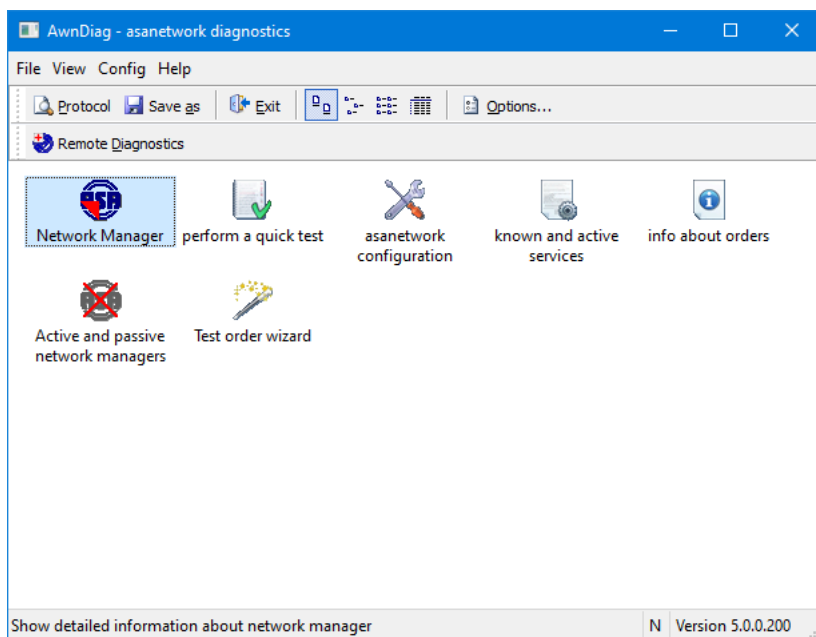 AwnDiag - asanetwork diagnostics
File View Config Help
Protocol Save as Exit Options...
Remote Diagnostics
Network Manager perform a quick test asanetwork configuration known and active services info about orders
Active and passive network managers Test order wizard
Show detailed information about network manager N Version 5.0.0.200